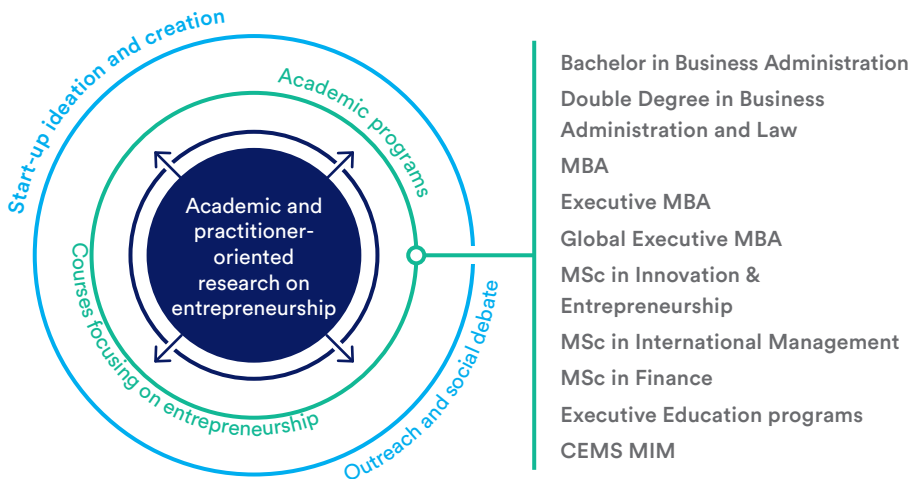 Start-up ideation and creation
Academic programs
Academic and
practitioner-
oriented
research on
entrepreneurship
Courses focusing on entrepreneurship
Outreach and social debate
Bachelor in Business Administration
Double Degree in Business
Administration and Law
MBA
Executive MBA
Global Executive MBA
MSc in Innovation &
Entrepreneurship
MSc in International Management
MSc in Finance
Executive Education programs
CEMS MIM